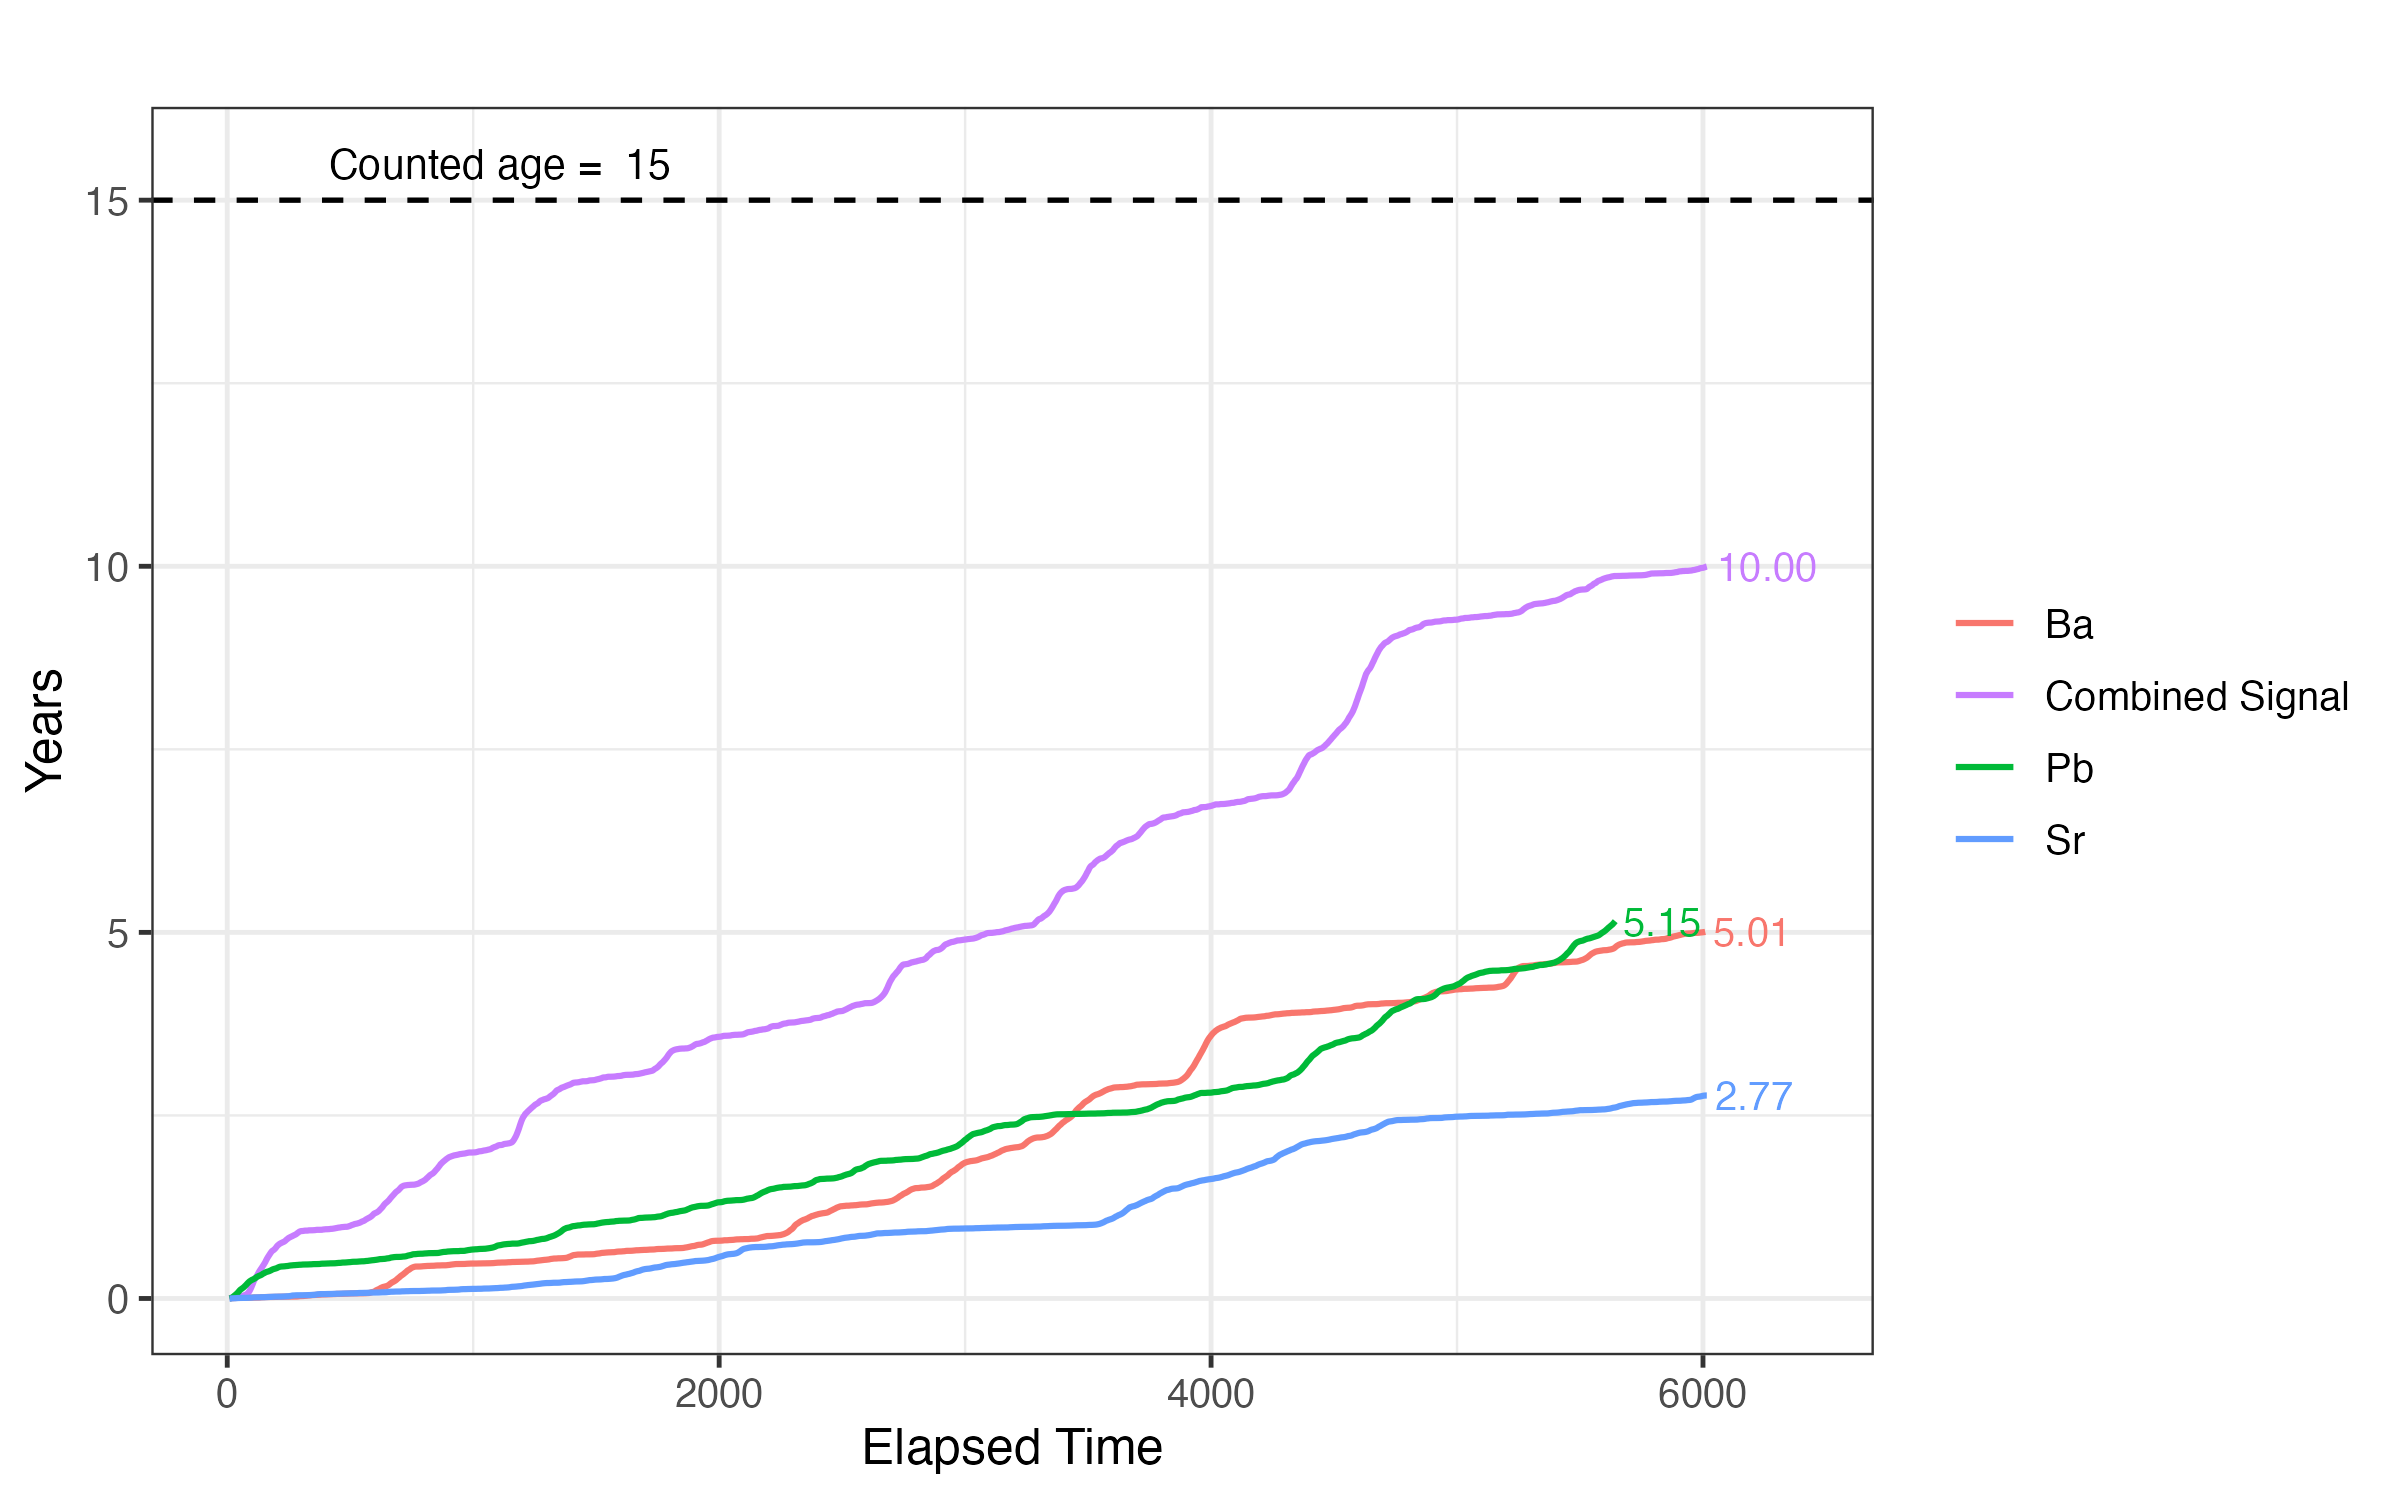 Counted age =  15
15
10
5
0
Years
10.00
5.15
5.01
2.77
0
2000
4000
6000
Elapsed Time
Ba
Combined Signal
Pb
Sr